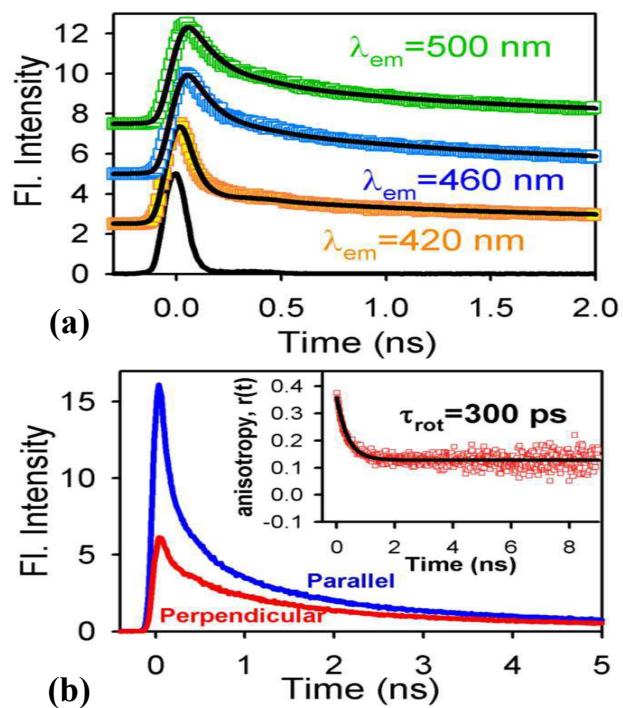 12
10
8
6
4
2
0
Fl. Intensity
λem=500 nm
λem=460 nm
λem=420 nm
0.0 0.5 1.0 1.5 2.0
(a) Time (ns)
15
10
5
0
Fl. Intensity
0.4
0.3
0.2
0.1
0.0
-0.1
anisotropy, r(t)
τrot=300 ps
0 2 4 6 8
Time (ns)
Parallel
Perpendicular
0 1 2 3 4 5
(b) Time (ns)